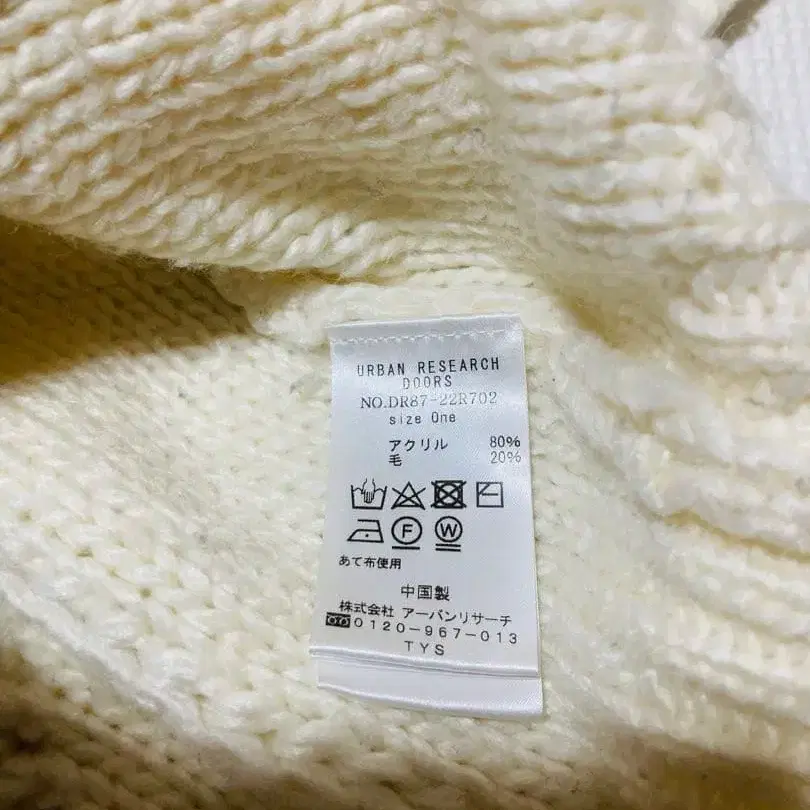 URBAN RESEARCH
DOORS
NO.DR87-22R702
size One
アクリル 80%
毛 20%
F W
あて布使用
中国製
株式会社 アーバンリサーチ
0120-967-013
TYS